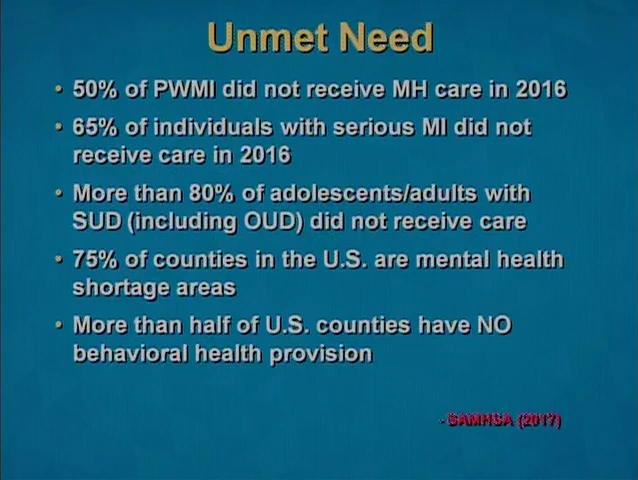 Unmet Need
• 50% of PWMI did not receive MH care in 2016
• 65% of individuals with serious MI did not
receive care in 2016
• More than 80% of adolescents/adults with
SUD (including OUD) did not receive care
• 75% of counties in the U.S. are mental health
shortage areas
• More than half of U.S. counties have NO
behavioral health provision
- SAMHSA (2017)